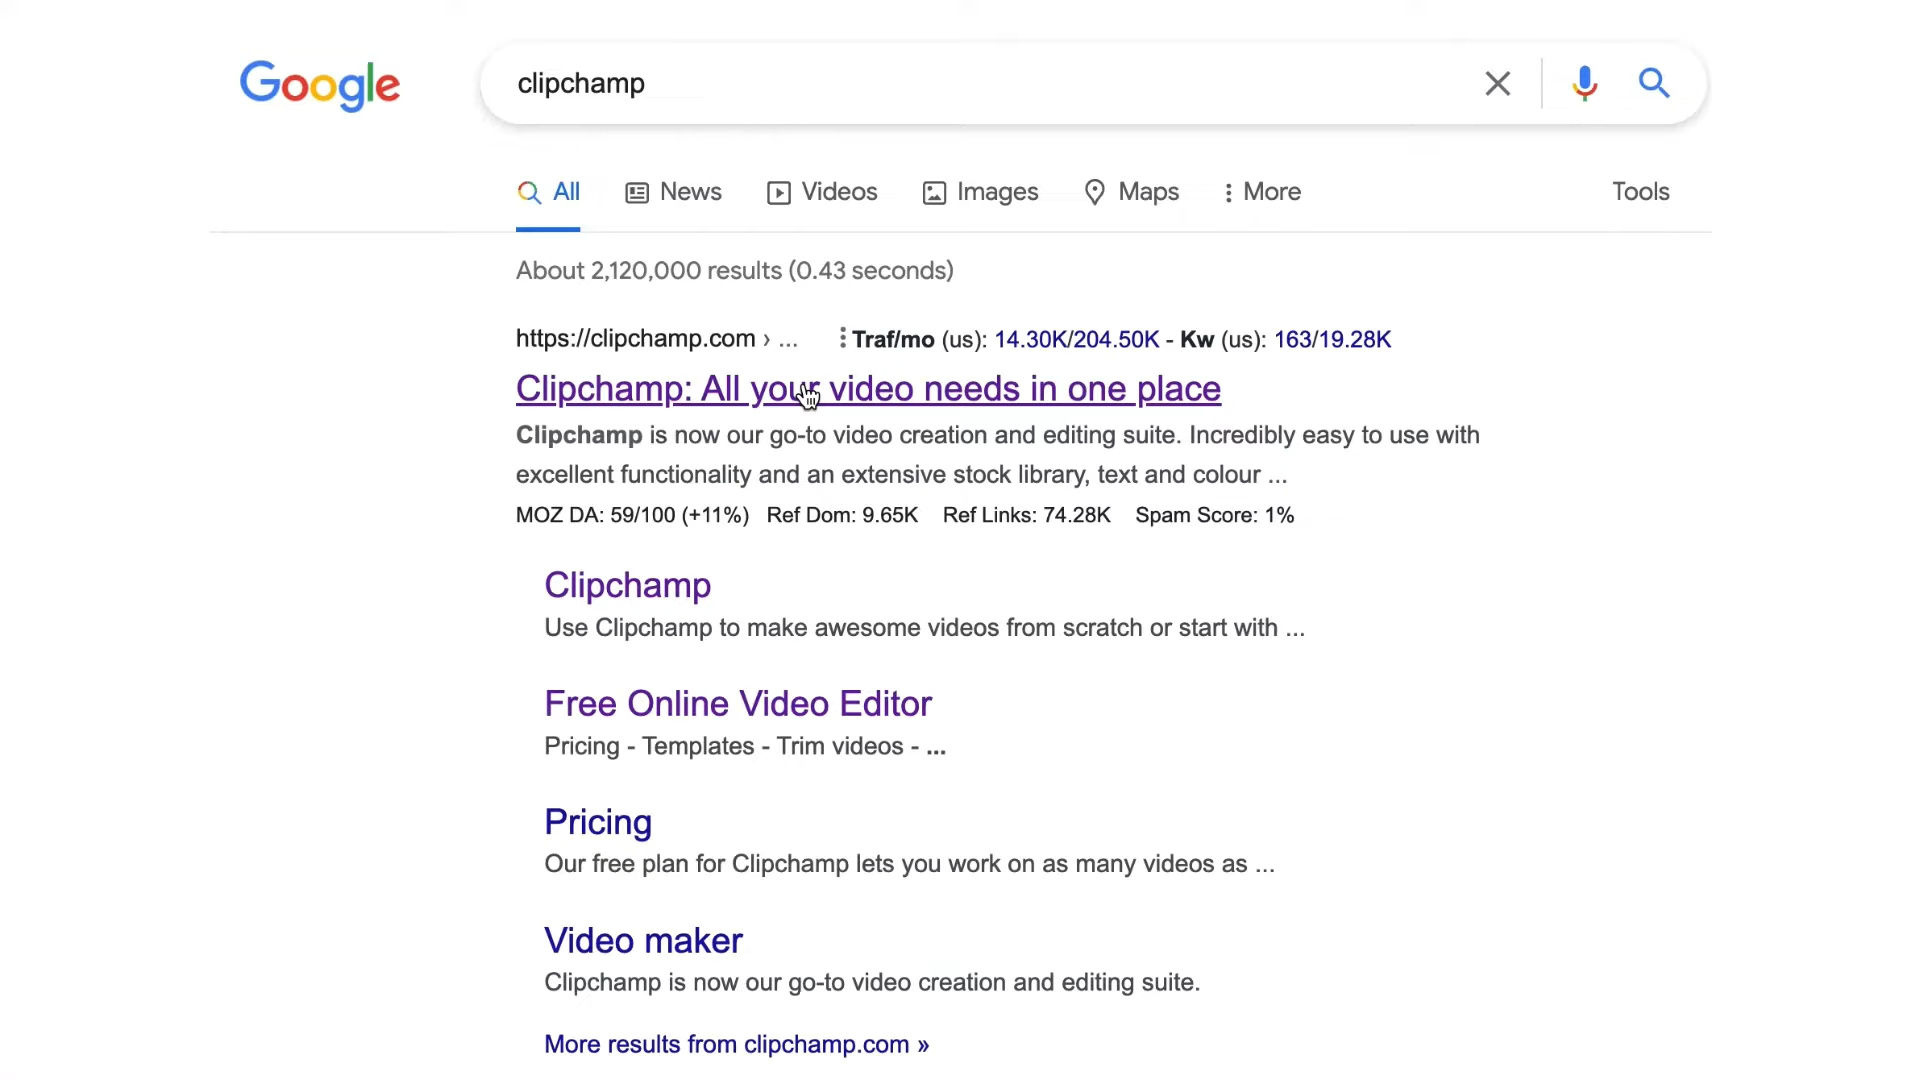 Google
clipchamp
All News Videos Images Maps More Tools
About 2,120,000 results (0.43 seconds)
https://clipchamp.com › ... Traf/mo (us): 14.30K/204.50K - Kw (us): 163/19.28K
Clipchamp: All your video needs in one place
Clipchamp is now our go-to video creation and editing suite. Incredibly easy to use with
excellent functionality and an extensive stock library, text and colour ...
MOZ DA: 59/100 (+11%) Ref Dom: 9.65K Ref Links: 74.28K Spam Score: 1%
Clipchamp
Use Clipchamp to make awesome videos from scratch or start with ...
Free Online Video Editor
Pricing - Templates - Trim videos - ...
Pricing
Our free plan for Clipchamp lets you work on as many videos as ...
Video maker
Clipchamp is now our go-to video creation and editing suite.
More results from clipchamp.com »